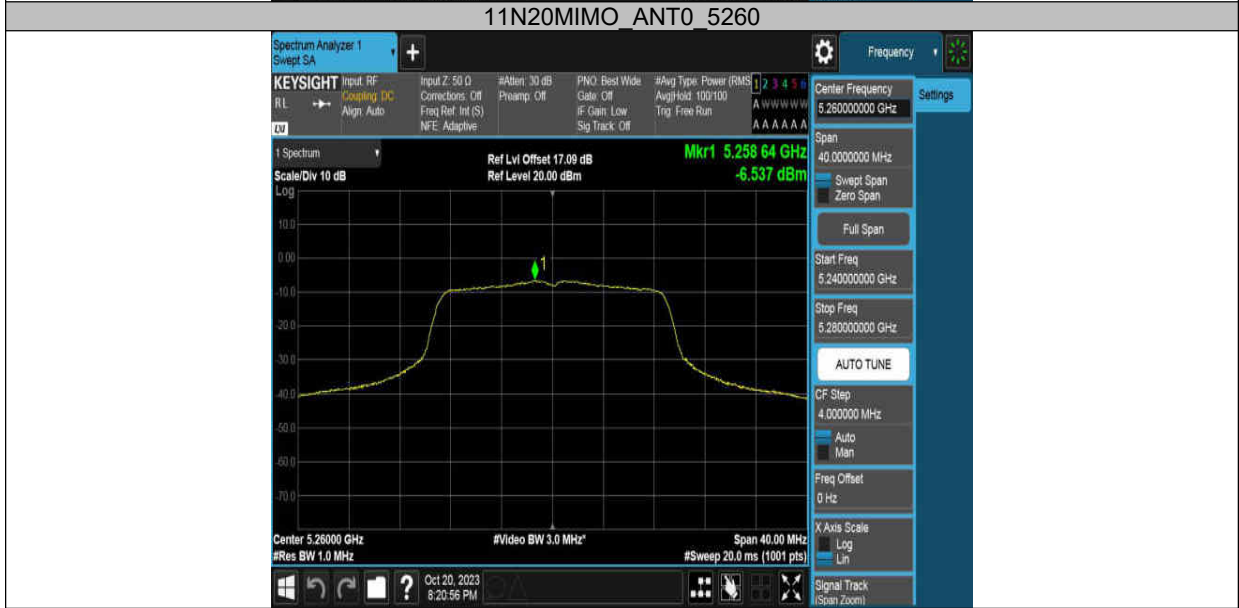 11N20MIMO_ANT0_5260
Spectrum Analyzer 1
Swept SA
+
Frequency
KEYSIGHT
RL
Input: RF
Coupling: DC
Align: Auto
Input Z: 50 Ω
Corrections: Off
Freq Ref: Int (S)
NFE: Adaptive
#Atten: 30 dB
Preamp: Off
PNO: Best Wide
Gate: Off
IF Gain: Low
Sig Track: Off
#Avg Type: Power (RMS
Avg|Hold: 100/100
Trig: Free Run
1 2 3 4 5 6
A W W W W W
A A A A A A
Center Frequency
5.260000000 GHz
Settings
Span
40.0000000 MHz
Swept Span
Zero Span
Full Span
Start Freq
5.240000000 GHz
Stop Freq
5.280000000 GHz
AUTO TUNE
CF Step
4.000000 MHz
Auto
Man
Freq Offset
0 Hz
X Axis Scale
Log
Lin
Signal Track
(Span Zoom)
1 Spectrum
Scale/Div 10 dB
Log
Ref Lvl Offset 17.09 dB
Ref Level 20.00 dBm
Mkr1 5.258 64 GHz
-6.537 dBm
10.0
0.00
-10.0
-20.0
-30.0
-40.0
-50.0
-60.0
-70.0
1
Center 5.26000 GHz
#Res BW 1.0 MHz
#Video BW 3.0 MHz*
Span 40.00 MHz
#Sweep 20.0 ms (1001 pts)
?
Oct 20, 2023
8:20:56 PM